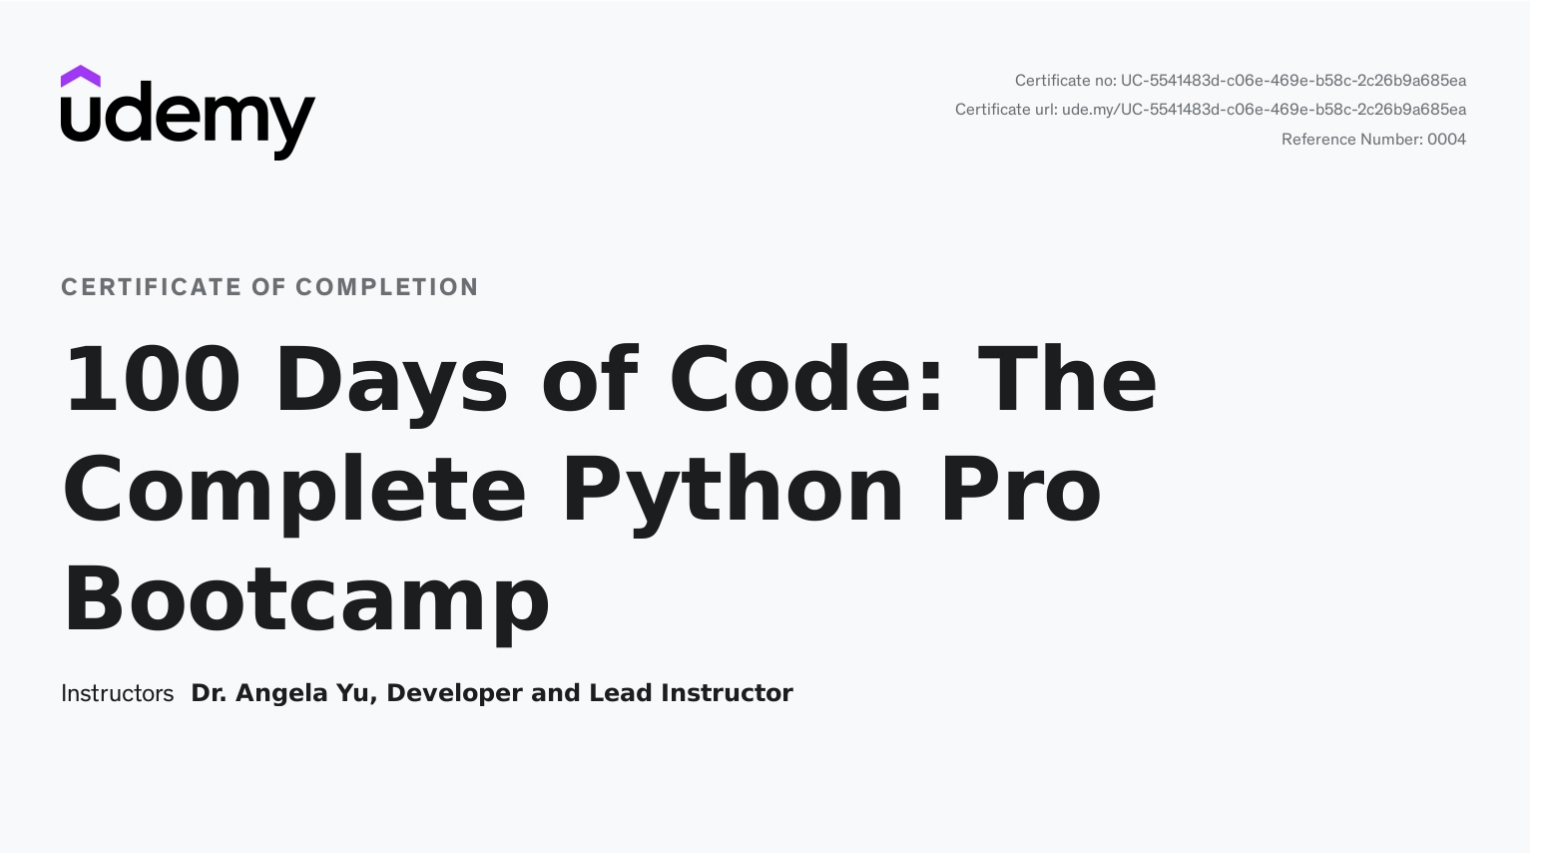 udemy
Certificate no: UC-5541483d-c06e-469e-b58c-2c26b9a685ea
Certificate url: ude.my/UC-5541483d-c06e-469e-b58c-2c26b9a685ea
Reference Number: 0004
CERTIFICATE OF COMPLETION
100 Days of Code: The
Complete Python Pro
Bootcamp
Instructors Dr. Angela Yu, Developer and Lead Instructor